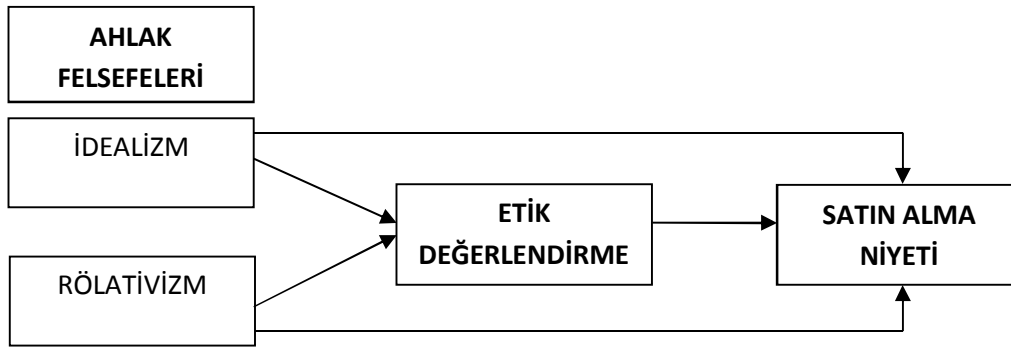 AHLAK
FELSEFELERİ
İDEALİZM
ETİK
DEĞERLENDİRME
SATIN ALMA
NİYETİ
RÖLATİVİZM